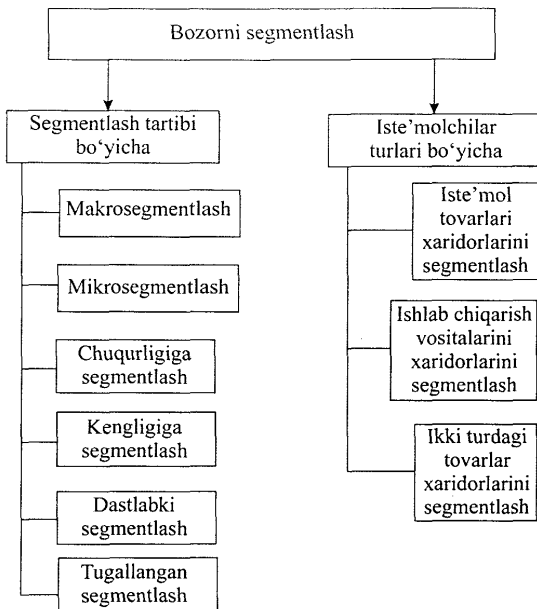 Bozorni segmentlash
Segmentlash tartibi
bo‘yicha
Makrosegmentlash
Mikrosegmentlash
Chuqurligiga
segmentlash
Kengligiga
segmentlash
Dastlabki
segmentlash
Tugallangan
segmentlash
Iste’molchilar
turlari bo‘yicha
Iste’mol
tovarlari
xaridorlarini
segmentlash
Ishlab chiqarish
vositalarini
xaridorlarini
segmentlash
Ikki turdagi
tovarlar
xaridorlarini
segmentlash